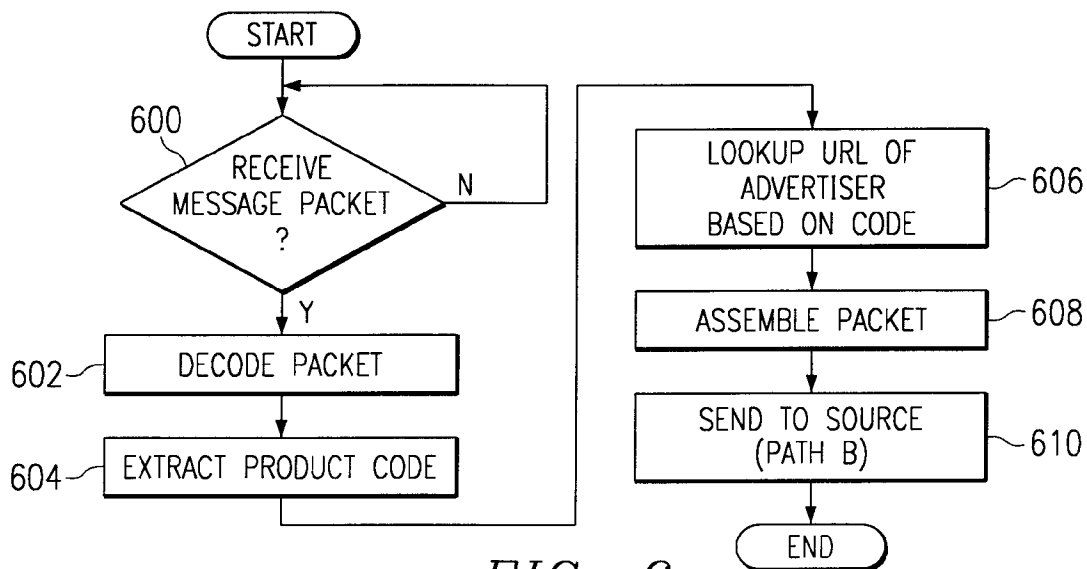 START
600
RECEIVE
MESSAGE PACKET
?
N
Y
602
DECODE PACKET
604
EXTRACT PRODUCT CODE
LOOKUP URL OF
ADVERTISER
BASED ON CODE
606
ASSEMBLE PACKET
608
SEND TO SOURCE
(PATH B)
610
END